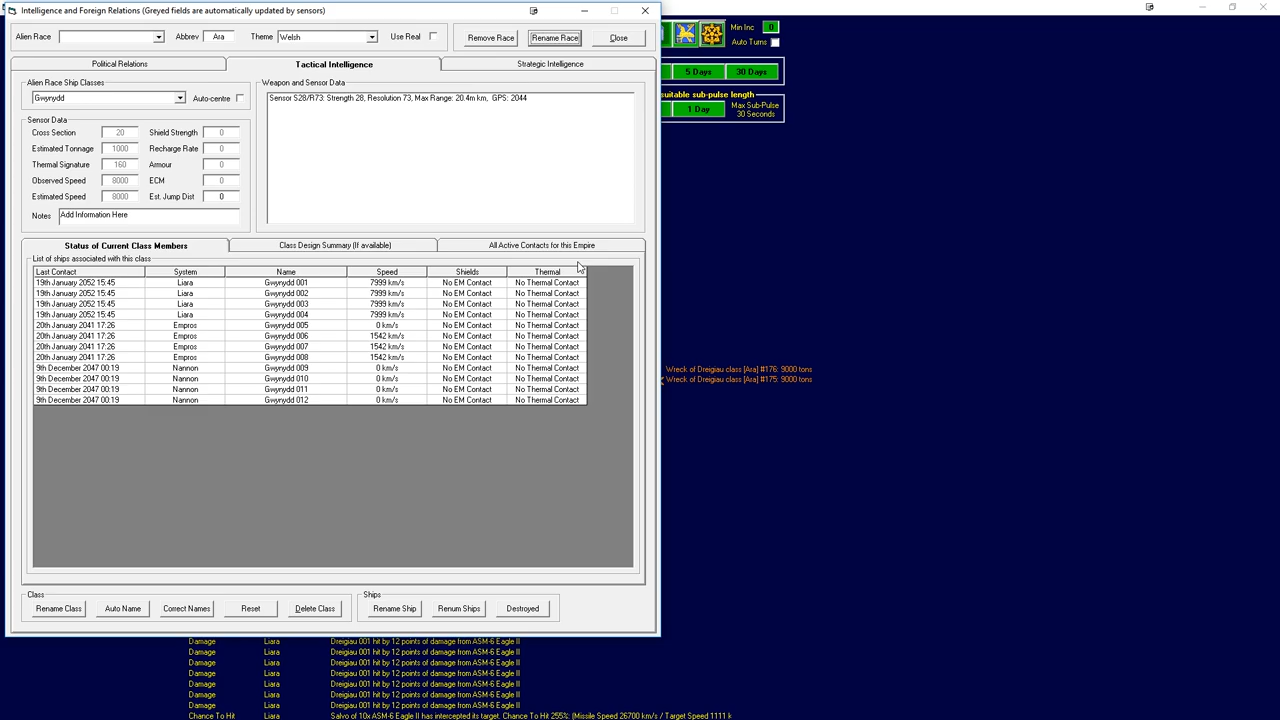 Intelligence and Foreign Relations (Greyed fields are automatically updated by sensors)
Alien Race Abbrev Ara Theme Welsh Use Real Remove Race Rename Race Close
Min Inc 0
Auto Turns
Political Relations Tactical Intelligence Strategic Intelligence
5 Days 30 Days
Alien Race Ship Classes
Gwynydd Auto-centre
Weapon and Sensor Data
Sensor S28/R73: Strength 28, Resolution 73, Max Range: 20.4m km, GPS: 2044
suitable sub-pulse length
1 Day Max Sub-Pulse
30 Seconds
Sensor Data
Cross Section 20 Shield Strength 0
Estimated Tonnage 1000 Recharge Rate 0
Thermal Signature 160 Armour 0
Observed Speed 8000 ECM 0
Estimated Speed 8000 Est. Jump Dist 0
Notes Add Information Here
Status of Current Class Members Class Design Summary (If available) All Active Contacts for this Empire
List of ships associated with this class
Last Contact System Name Speed Shields Thermal
19th January 2052 15:45 Liara Gwynydd 001 7999 km/s No EM Contact No Thermal Contact
19th January 2052 15:45 Liara Gwynydd 002 7999 km/s No EM Contact No Thermal Contact
19th January 2052 15:45 Liara Gwynydd 003 7999 km/s No EM Contact No Thermal Contact
19th January 2052 15:45 Liara Gwynydd 004 7999 km/s No EM Contact No Thermal Contact
20th January 2041 17:26 Empros Gwynydd 005 0 km/s No EM Contact No Thermal Contact
20th January 2041 17:26 Empros Gwynydd 006 1542 km/s No EM Contact No Thermal Contact
20th January 2041 17:26 Empros Gwynydd 007 1542 km/s No EM Contact No Thermal Contact
20th January 2041 17:26 Empros Gwynydd 008 1542 km/s No EM Contact No Thermal Contact
9th December 2047 00:19 Nannon Gwynydd 009 0 km/s No EM Contact No Thermal Contact
9th December 2047 00:19 Nannon Gwynydd 010 0 km/s No EM Contact No Thermal Contact
9th December 2047 00:19 Nannon Gwynydd 011 0 km/s No EM Contact No Thermal Contact
9th December 2047 00:19 Nannon Gwynydd 012 0 km/s No EM Contact No Thermal Contact
Wreck of Dreigiau class [Ara] #176: 9000 tons
Wreck of Dreigiau class [Ara] #175: 9000 tons
Class
Rename Class Auto Name Correct Names Reset Delete Class
Ships
Rename Ship Renum Ships Destroyed
Damage Liara Dreigiau 001 hit by 12 points of damage from ASM-6 Eagle II
Damage Liara Dreigiau 001 hit by 12 points of damage from ASM-6 Eagle II
Damage Liara Dreigiau 001 hit by 12 points of damage from ASM-6 Eagle II
Damage Liara Dreigiau 001 hit by 12 points of damage from ASM-6 Eagle II
Damage Liara Dreigiau 001 hit by 12 points of damage from ASM-6 Eagle II
Damage Liara Dreigiau 001 hit by 12 points of damage from ASM-6 Eagle II
Damage Liara Dreigiau 001 hit by 12 points of damage from ASM-6 Eagle II
Chance To Hit Liara Salvo of 10x ASM-6 Eagle II has intercepted its target. Chance To Hit 255%: (Missile Speed 26700 km/s / Target Speed 1111 k